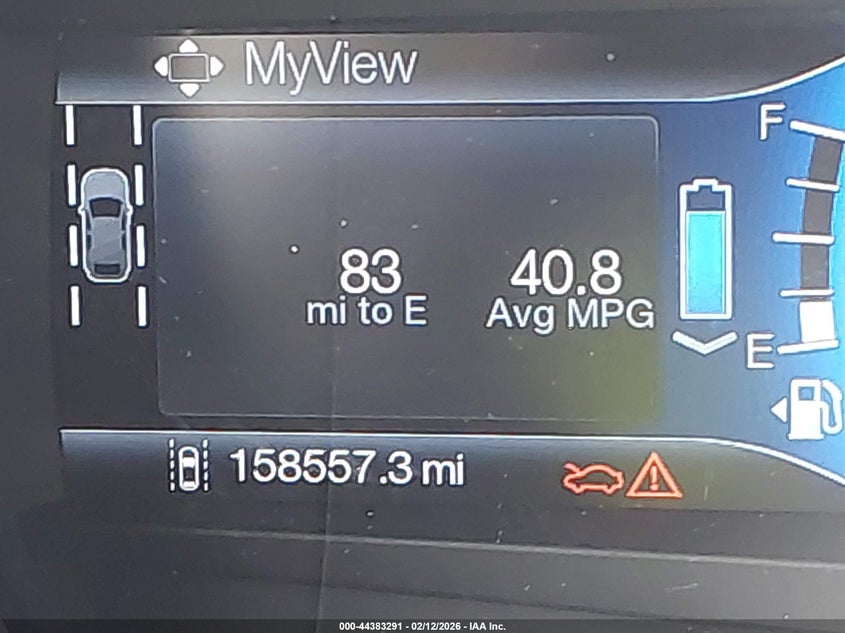 MyView
F
83
mi to E
40.8
Avg MPG
E
158557.3 mi
000-44383291 - 02/12/2026 - IAA Inc.